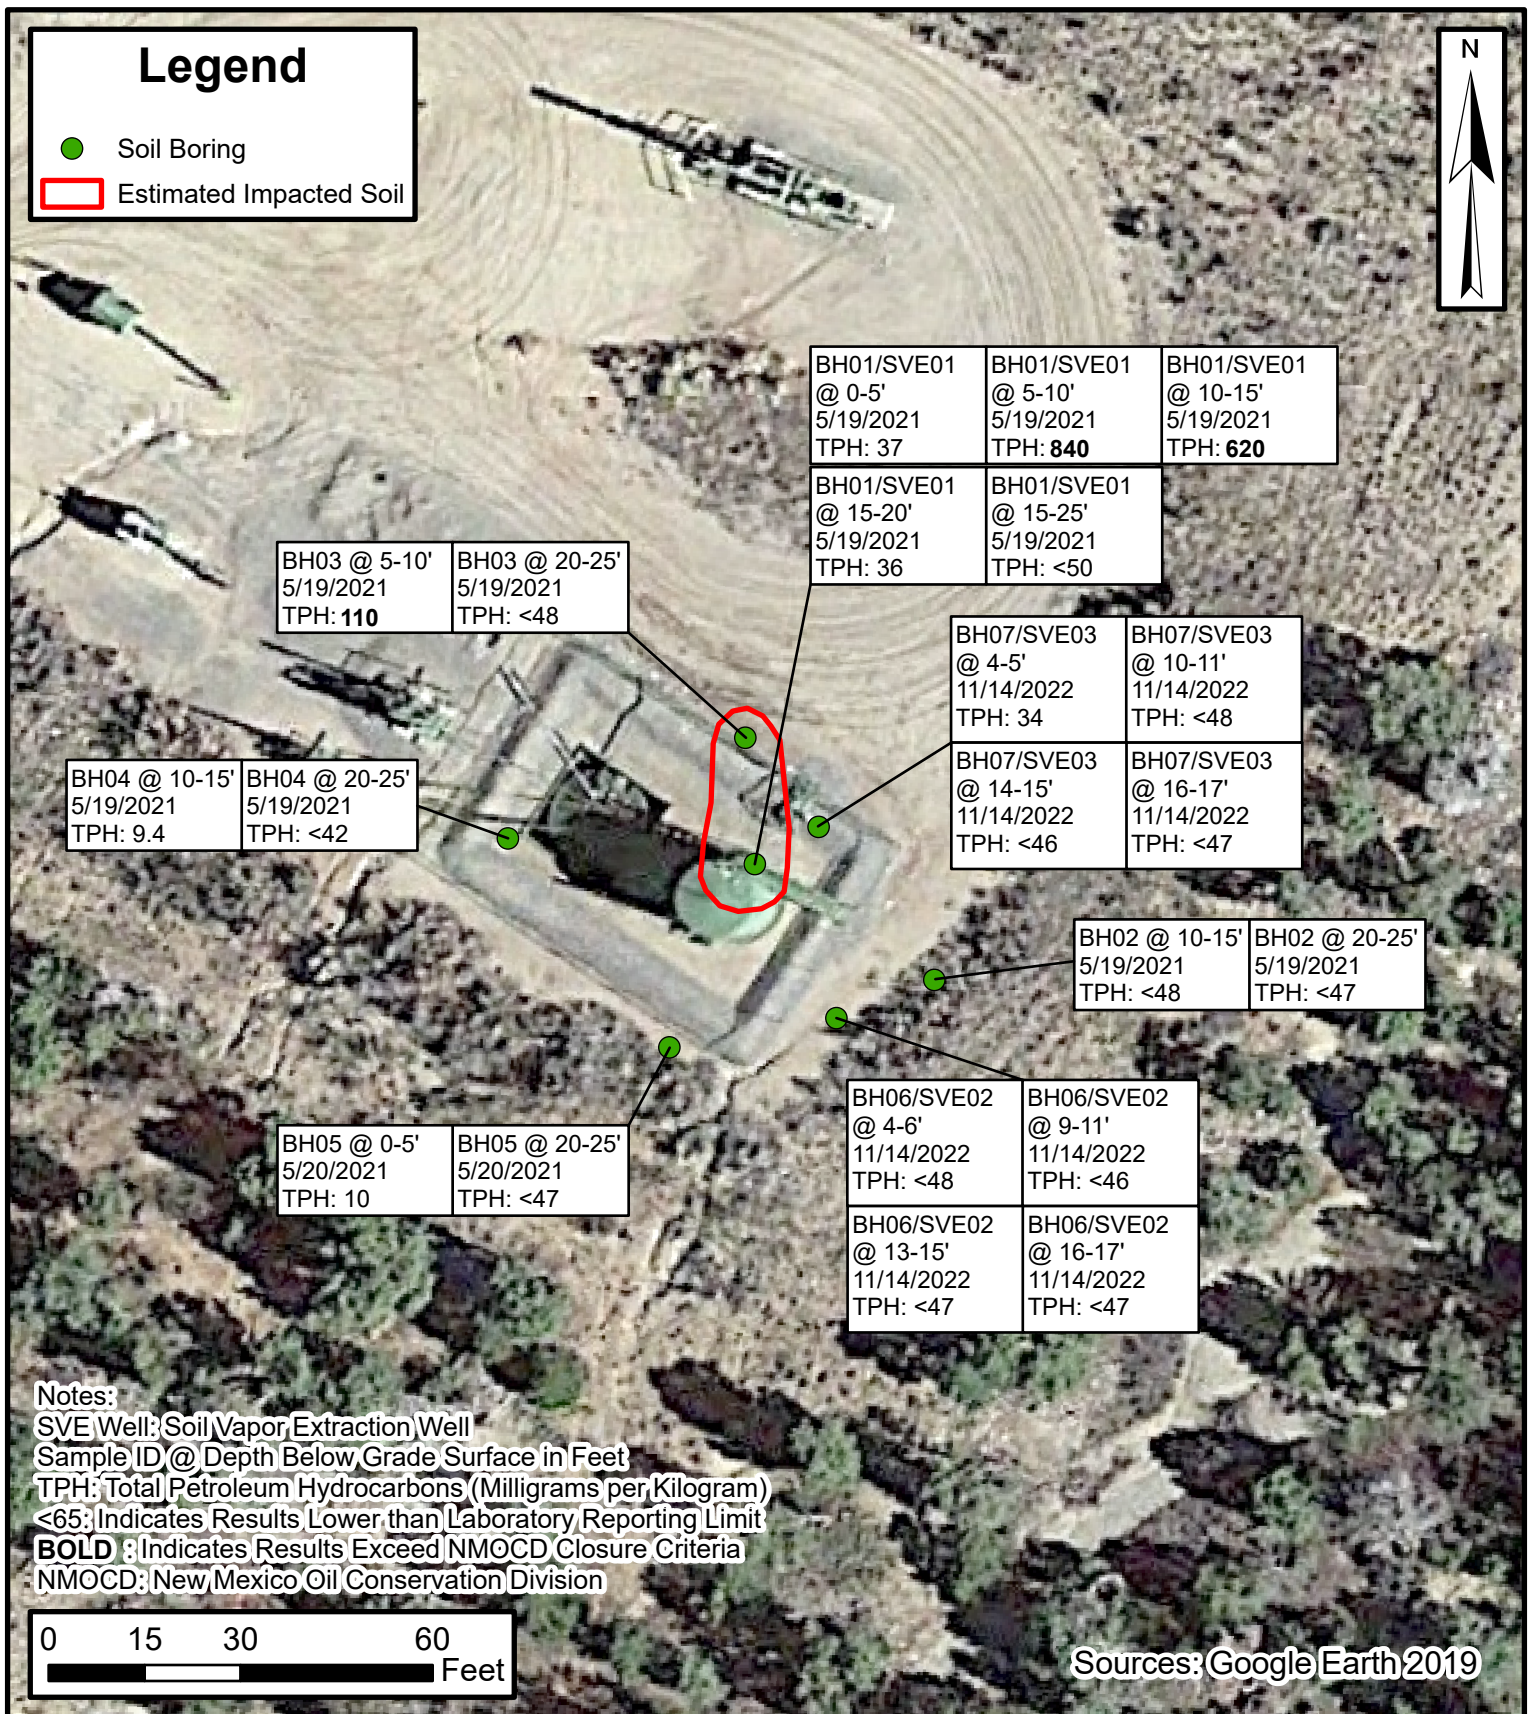 Legend
Soil Boring
Estimated Impacted Soil
N
BH01/SVE01
@ 0-5'
5/19/2021
TPH: 37
BH01/SVE01
@ 5-10'
5/19/2021
TPH: 840
BH01/SVE01
@ 10-15'
5/19/2021
TPH: 620
BH01/SVE01
@ 15-20'
5/19/2021
TPH: 36
BH01/SVE01
@ 15-25'
5/19/2021
TPH: <50
BH03 @ 5-10'
5/19/2021
TPH: 110
BH03 @ 20-25'
5/19/2021
TPH: <48
BH07/SVE03
@ 4-5'
11/14/2022
TPH: 34
BH07/SVE03
@ 10-11'
11/14/2022
TPH: <48
BH07/SVE03
@ 14-15'
11/14/2022
TPH: <46
BH07/SVE03
@ 16-17'
11/14/2022
TPH: <47
BH04 @ 10-15'
5/19/2021
TPH: 9.4
BH04 @ 20-25'
5/19/2021
TPH: <42
BH02 @ 10-15'
5/19/2021
TPH: <48
BH02 @ 20-25'
5/19/2021
TPH: <47
BH06/SVE02
@ 4-6'
11/14/2022
TPH: <48
BH06/SVE02
@ 9-11'
11/14/2022
TPH: <46
BH06/SVE02
@ 13-15'
11/14/2022
TPH: <47
BH06/SVE02
@ 16-17'
11/14/2022
TPH: <47
BH05 @ 0-5'
5/20/2021
TPH: 10
BH05 @ 20-25'
5/20/2021
TPH: <47
Notes:
SVE Well: Soil Vapor Extraction Well
Sample ID @ Depth Below Grade Surface in Feet
TPH: Total Petroleum Hydrocarbons (Milligrams per Kilogram)
<65: Indicates Results Lower than Laboratory Reporting Limit
BOLD : Indicates Results Exceed NMOCD Closure Criteria
NMOCD: New Mexico Oil Conservation Division
0 15 30 60
Feet
Sources: Google Earth 2019